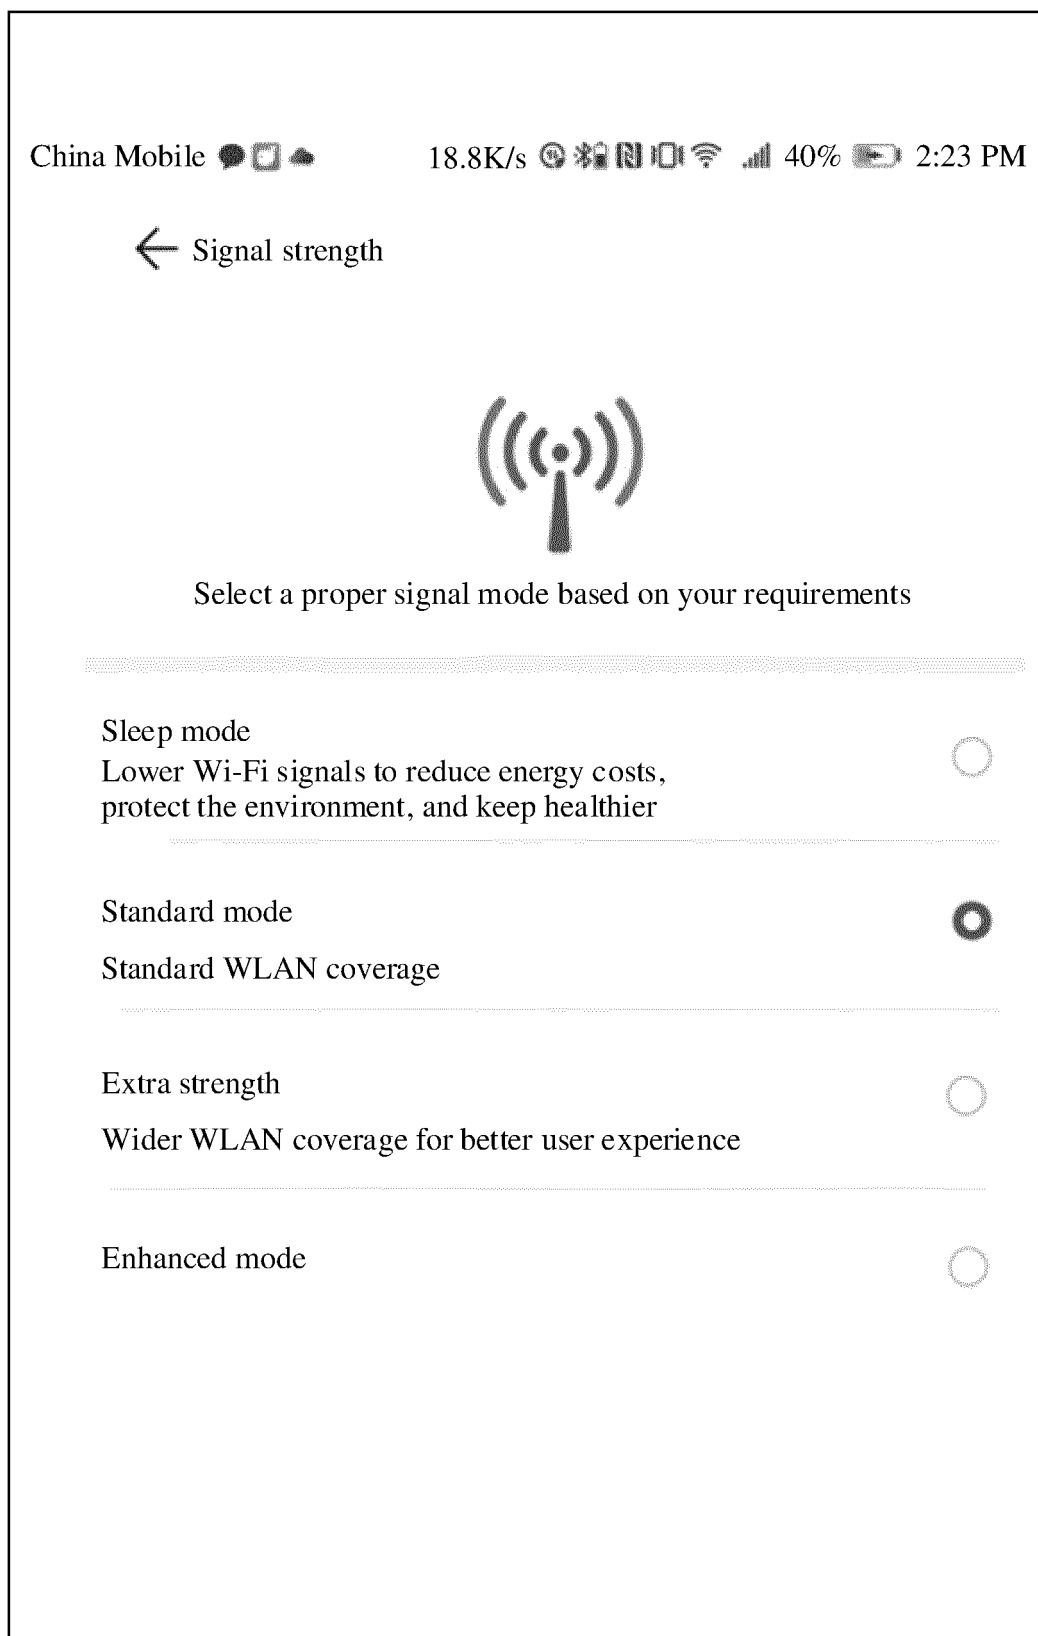 China Mobile 18.8K/s 40% 2:23 PM
Signal strength
Select a proper signal mode based on your requirements
Sleep mode
Lower Wi-Fi signals to reduce energy costs,
protect the environment, and keep healthier
Standard mode
Standard WLAN coverage
Extra strength
Wider WLAN coverage for better user experience
Enhanced mode